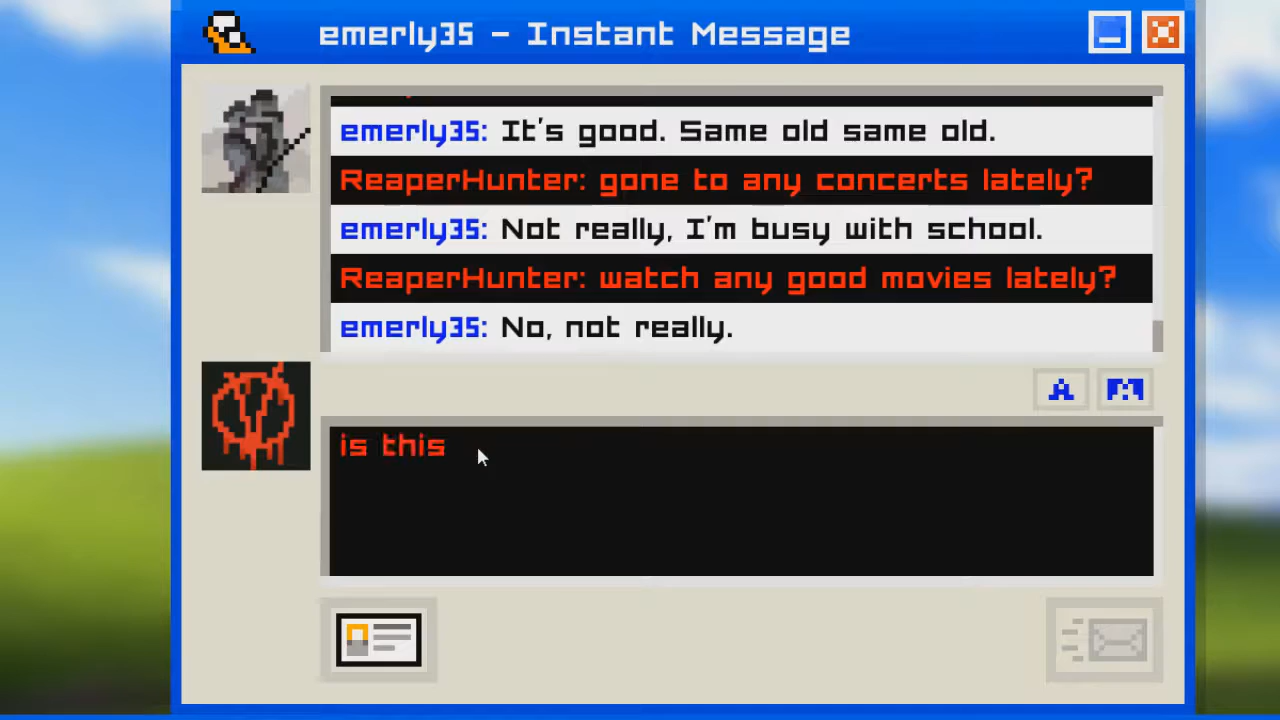 emerly35 - Instant Message
emerly35: It's good. Same old same old.
ReaperHunter: gone to any concerts lately?
emerly35: Not really, I'm busy with school.
ReaperHunter: watch any good movies lately?
emerly35: No, not really.
A
is this